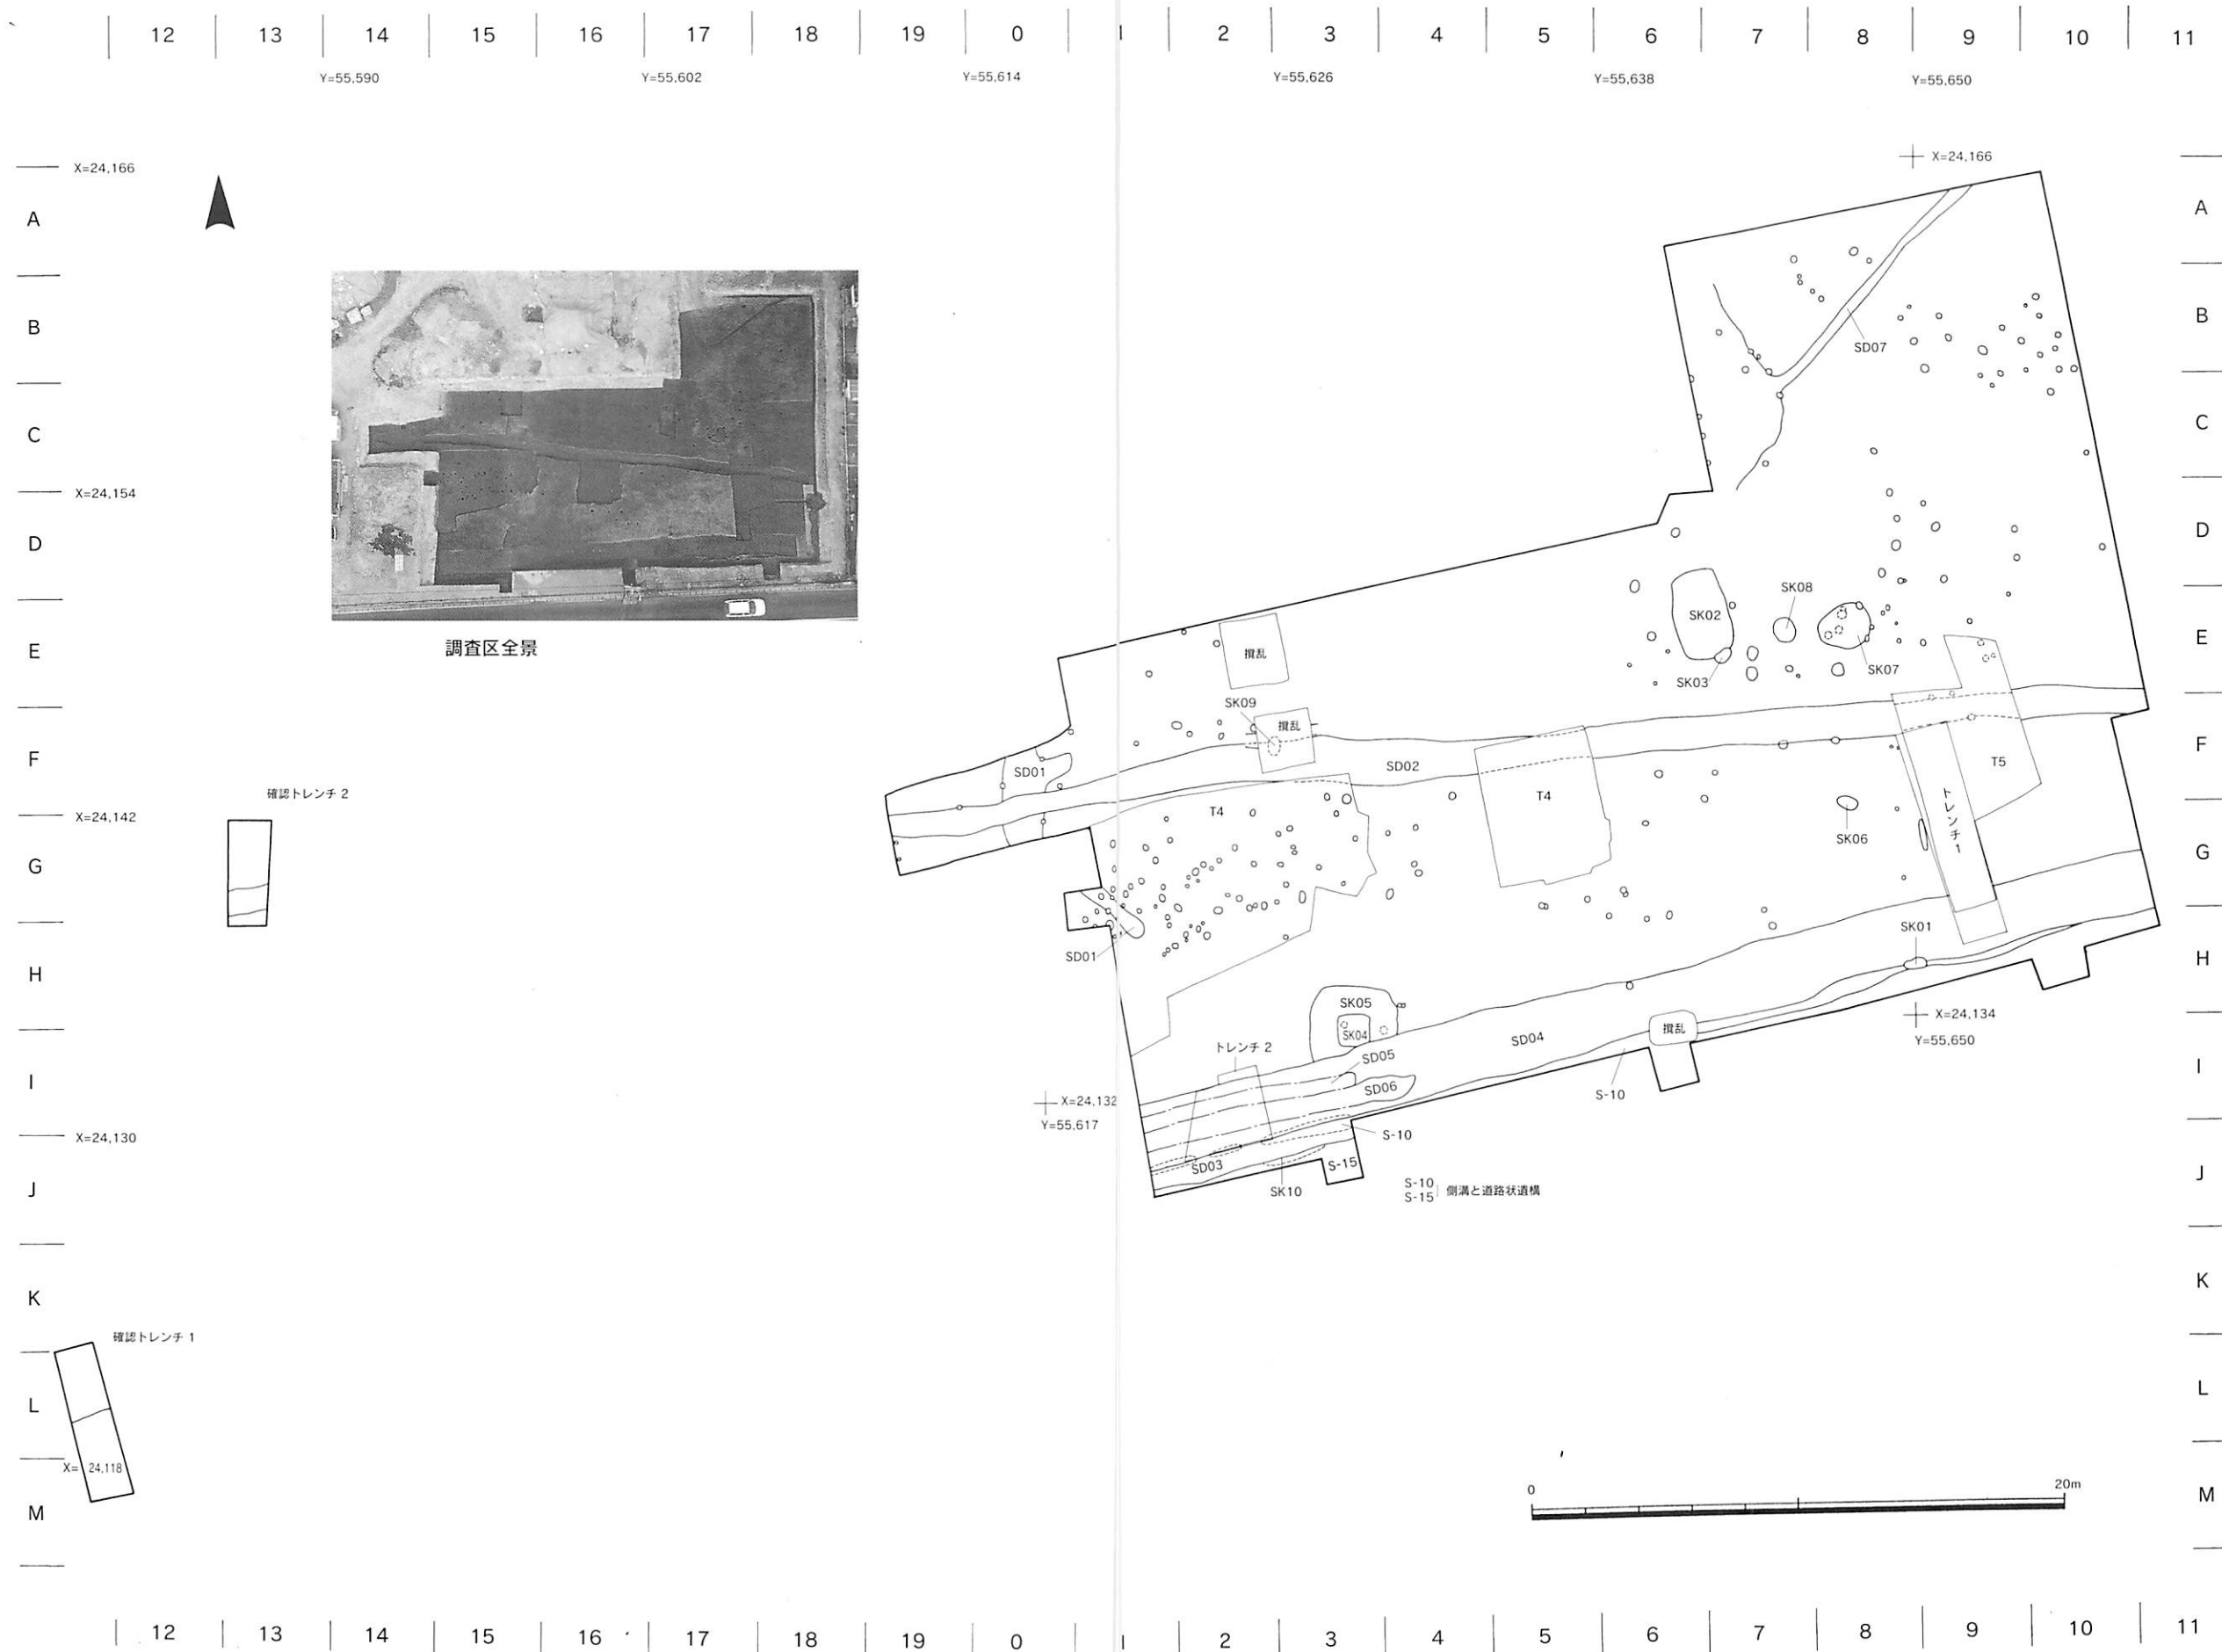 12 13 14 15 16 17 18 19 0 1 2 3 4 5 6 7 8 9 10 11
Y=55,590 Y=55,602 Y=55,614 Y=55,626 Y=55,638 Y=55,650
X=24,166 X=24,166
A A
B B
SD07
調査区全景
C C
X=24,154
D D
SK08
SK02
E 攪乱 E
SK07
SK03
SK09
攪乱
F SD01 SD02 F
T5
確認トレンチ 2
T4
T4
X=24,142
トレンチ 1
SK06
G G
SK01
SD01
H H
SK05
X=24,134
攪乱
SK04
SD04
Y=55,650
トレンチ 2
SD05
I I
SD06
S-10
X=24,132
Y=55,617
X=24,130
S-10
SD03
S-15
J J
SK10
S-10
S-15
側溝と道路状遺構
K K
確認トレンチ 1
L L
X= 24,118
0 20m
M M
12 13 14 15 16 17 18 19 0 1 2 3 4 5 6 7 8 9 10 11